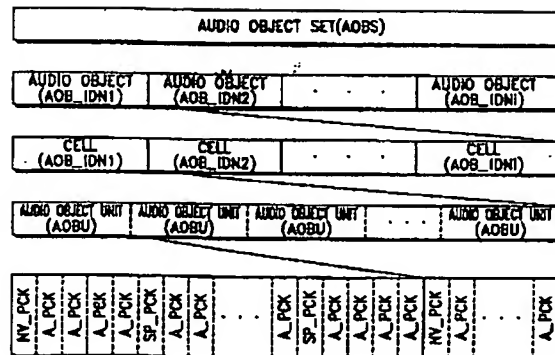 AUDIO OBJECT SET(AOBS)
AUDIO OBJECT AUDIO OBJECT . . . AUDIO OBJECT
(AOB_IDN1) (AOB_IDN2) (AOB_IDNI)
CELL CELL . . . CELL
(AOB_IDN1) (AOB_IDN2) (AOB_IDNI)
AUDIO OBJECT UNIT AUDIO OBJECT UNIT AUDIO OBJECT UNIT . . . . AUDIO OBJECT UNIT
(AOBU) (AOBU) (AOBU) (AOBU)
NV_PCK A_PCK A_PCK A_PCK A_PCK SP_PCK A_PCK A_PCK . . . . A_PCK SP_PCK A_PCK A_PCK A_PCK A_PCK NV_PCK A_PCK . . . . A_PCK